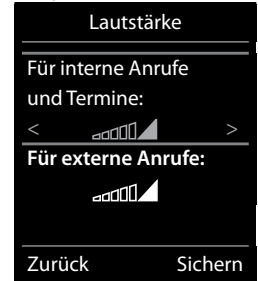 Lautstärke
Für interne Anrufe
und Termine:
< >
Für externe Anrufe:
Zurück Sichern